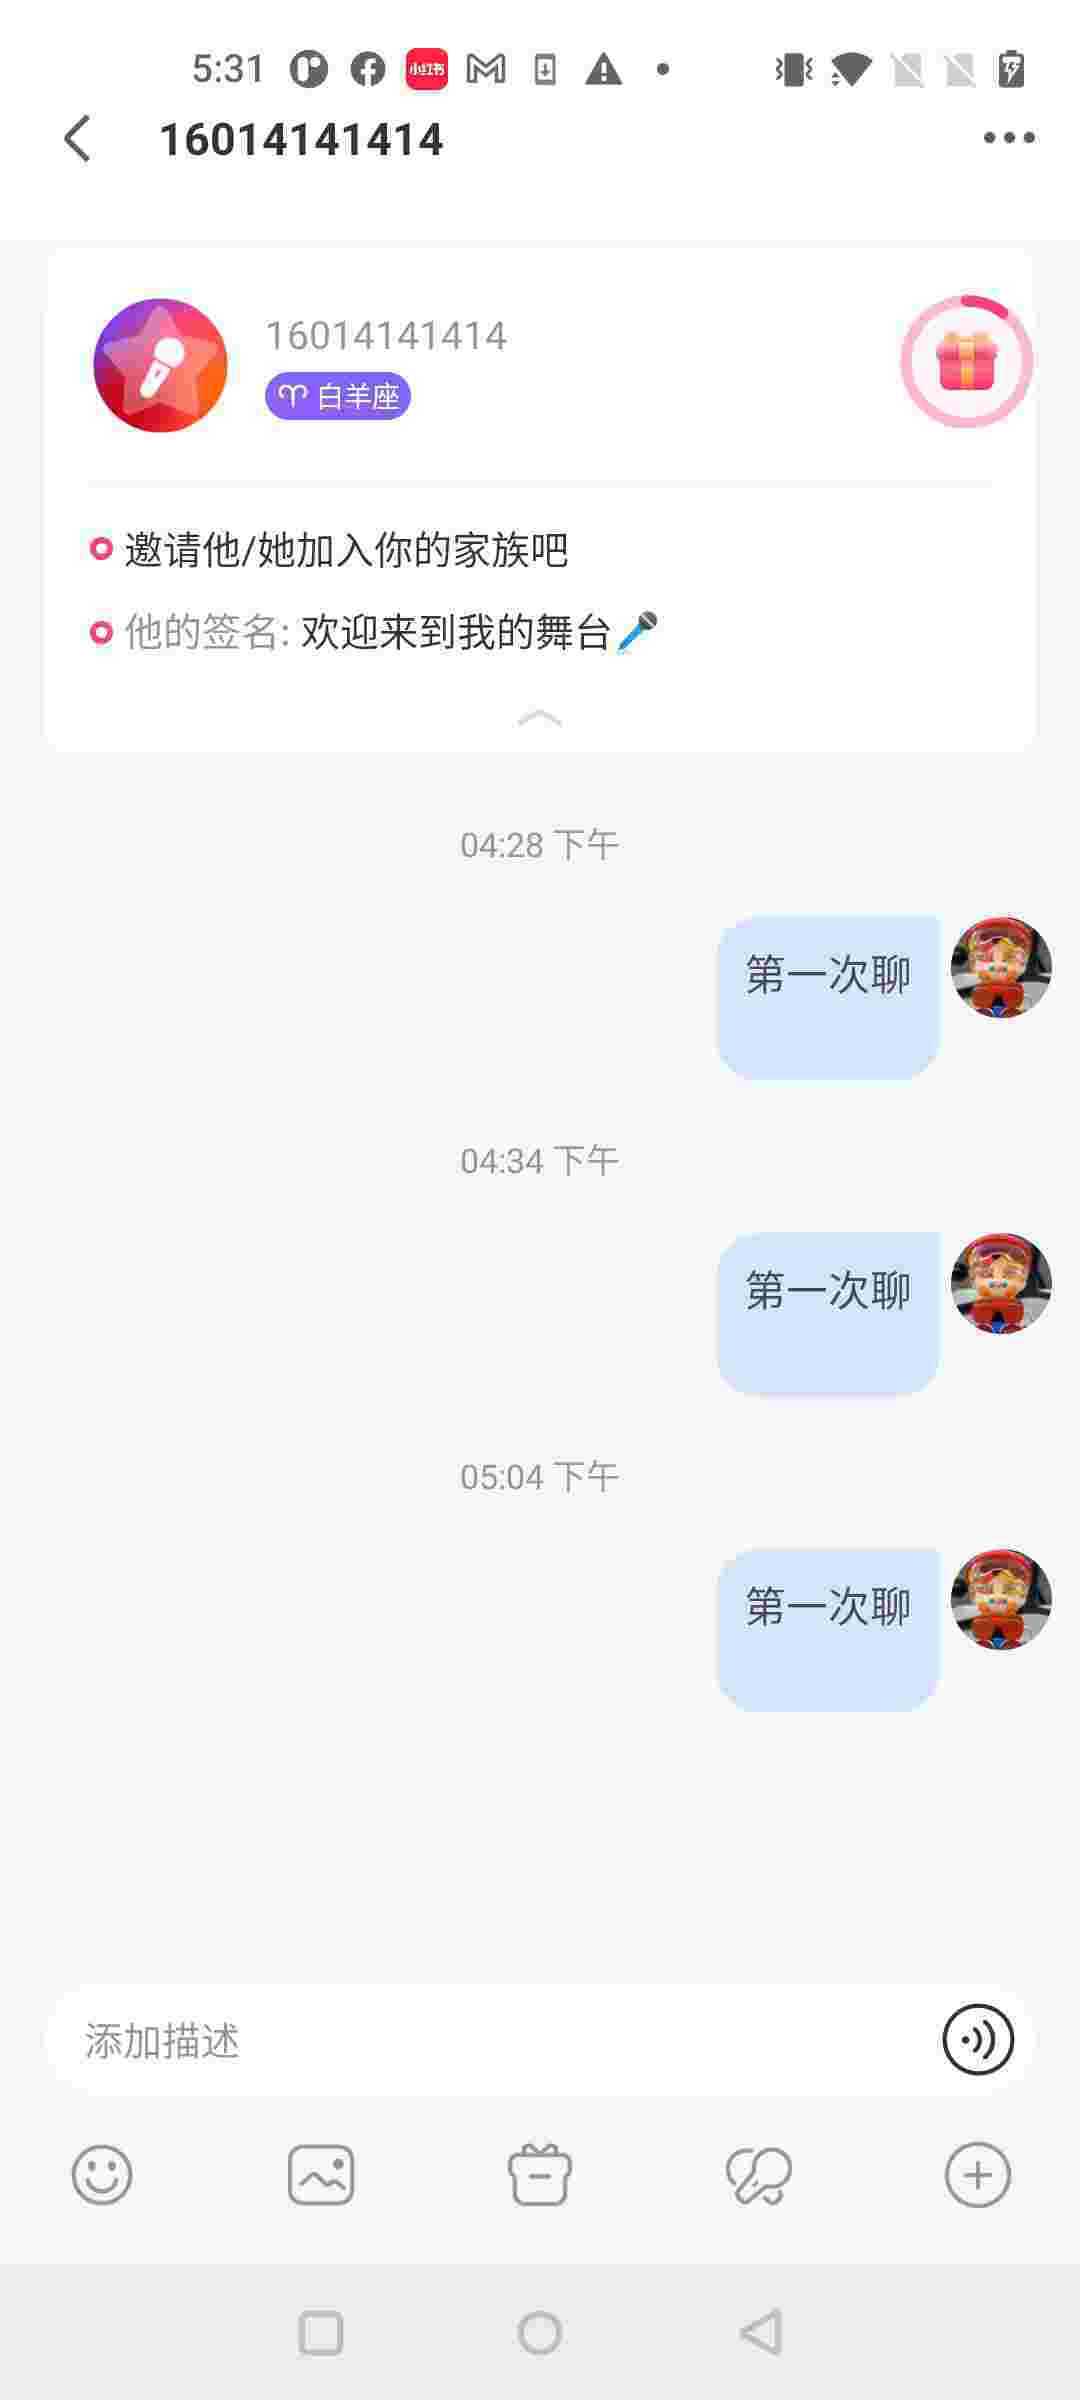 5:31
小红书
16014141414
16014141414
白羊座
邀请他/她加入你的家族吧
他的签名: 欢迎来到我的舞台🎤
04:28 下午
第一次聊
04:34 下午
第一次聊
05:04 下午
第一次聊
添加描述